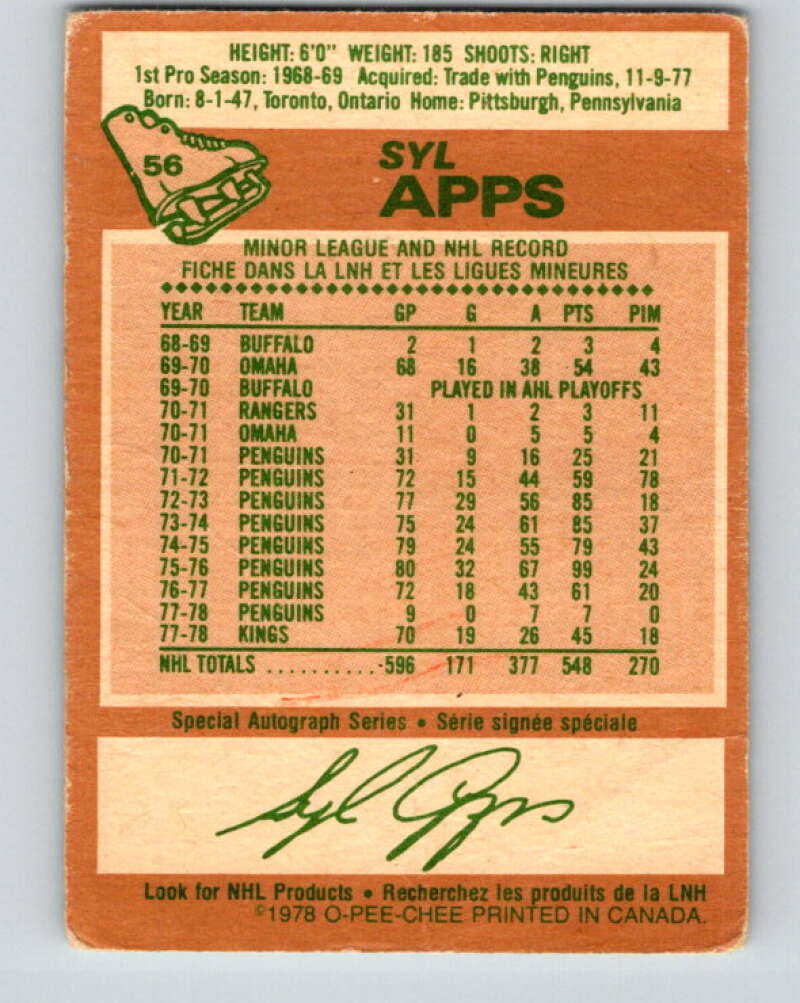 HEIGHT: 6'0" WEIGHT: 185 SHOOTS: RIGHT
1st Pro Season: 1968-69 Acquired: Trade with Penguins, 11-9-77
Born: 8-1-47, Toronto, Ontario Home: Pittsburgh, Pennsylvania
56
SYL
APPS
MINOR LEAGUE AND NHL RECORD
FICHE DANS LA LNH ET LES LIGUES MINEURES
YEAR TEAM GP G A PTS PIM
68-69 BUFFALO 2 1 2 3 4
69-70 OMAHA 68 16 38 54 43
69-70 BUFFALO PLAYED IN AHL PLAYOFFS
70-71 RANGERS 31 1 2 3 11
70-71 OMAHA 11 0 5 5 4
70-71 PENGUINS 31 9 16 25 21
71-72 PENGUINS 72 15 44 59 78
72-73 PENGUINS 77 29 56 85 18
73-74 PENGUINS 75 24 61 85 37
74-75 PENGUINS 79 24 55 79 43
75-76 PENGUINS 80 32 67 99 24
76-77 PENGUINS 72 18 43 61 20
77-78 PENGUINS 9 0 7 7 0
77-78 KINGS 70 19 26 45 18
NHL TOTALS .......... 596 171 377 548 270
Special Autograph Series • Série signée spéciale
Syl Apps
Look for NHL Products • Recherchez les produits de la LNH
©1978 O-PEE-CHEE PRINTED IN CANADA.